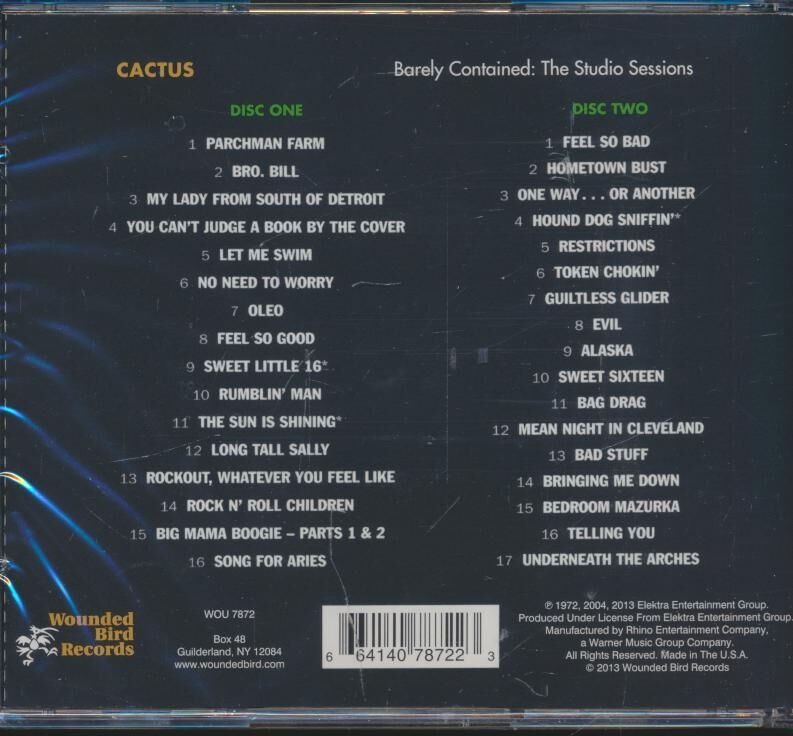 CACTUS
Barely Contained: The Studio Sessions
DISC ONE
1 PARCHMAN FARM
2 BRO. BILL
3 MY LADY FROM SOUTH OF DETROIT
4 YOU CAN'T JUDGE A BOOK BY THE COVER
5 LET ME SWIM
6 NO NEED TO WORRY
7 OLEO
8 FEEL SO GOOD
9 SWEET LITTLE 16*
10 RUMBLIN' MAN
11 THE SUN IS SHINING*
12 LONG TALL SALLY
13 ROCKOUT, WHATEVER YOU FEEL LIKE
14 ROCK N' ROLL CHILDREN
15 BIG MAMA BOOGIE – PARTS 1 & 2
16 SONG FOR ARIES
DISC TWO
1 FEEL SO BAD
2 HOMETOWN BUST
3 ONE WAY... OR ANOTHER
4 HOUND DOG SNIFFIN'*
5 RESTRICTIONS
6 TOKEN CHOKIN'
7 GUILTLESS GLIDER
8 EVIL
9 ALASKA
10 SWEET SIXTEEN
11 BAG DRAG
12 MEAN NIGHT IN CLEVELAND
13 BAD STUFF
14 BRINGING ME DOWN
15 BEDROOM MAZURKA
16 TELLING YOU
17 UNDERNEATH THE ARCHES
Wounded
Bird
Records
WOU 7872
Box 48
Guilderland, NY 12084
www.woundedbird.com
6 64140 78722 3
℗ 1972, 2004, 2013 Elektra Entertainment Group.
Produced Under License From Elektra Entertainment Group.
Manufactured by Rhino Entertainment Company,
a Warner Music Group Company.
All Rights Reserved. Made in The U.S.A.
© 2013 Wounded Bird Records